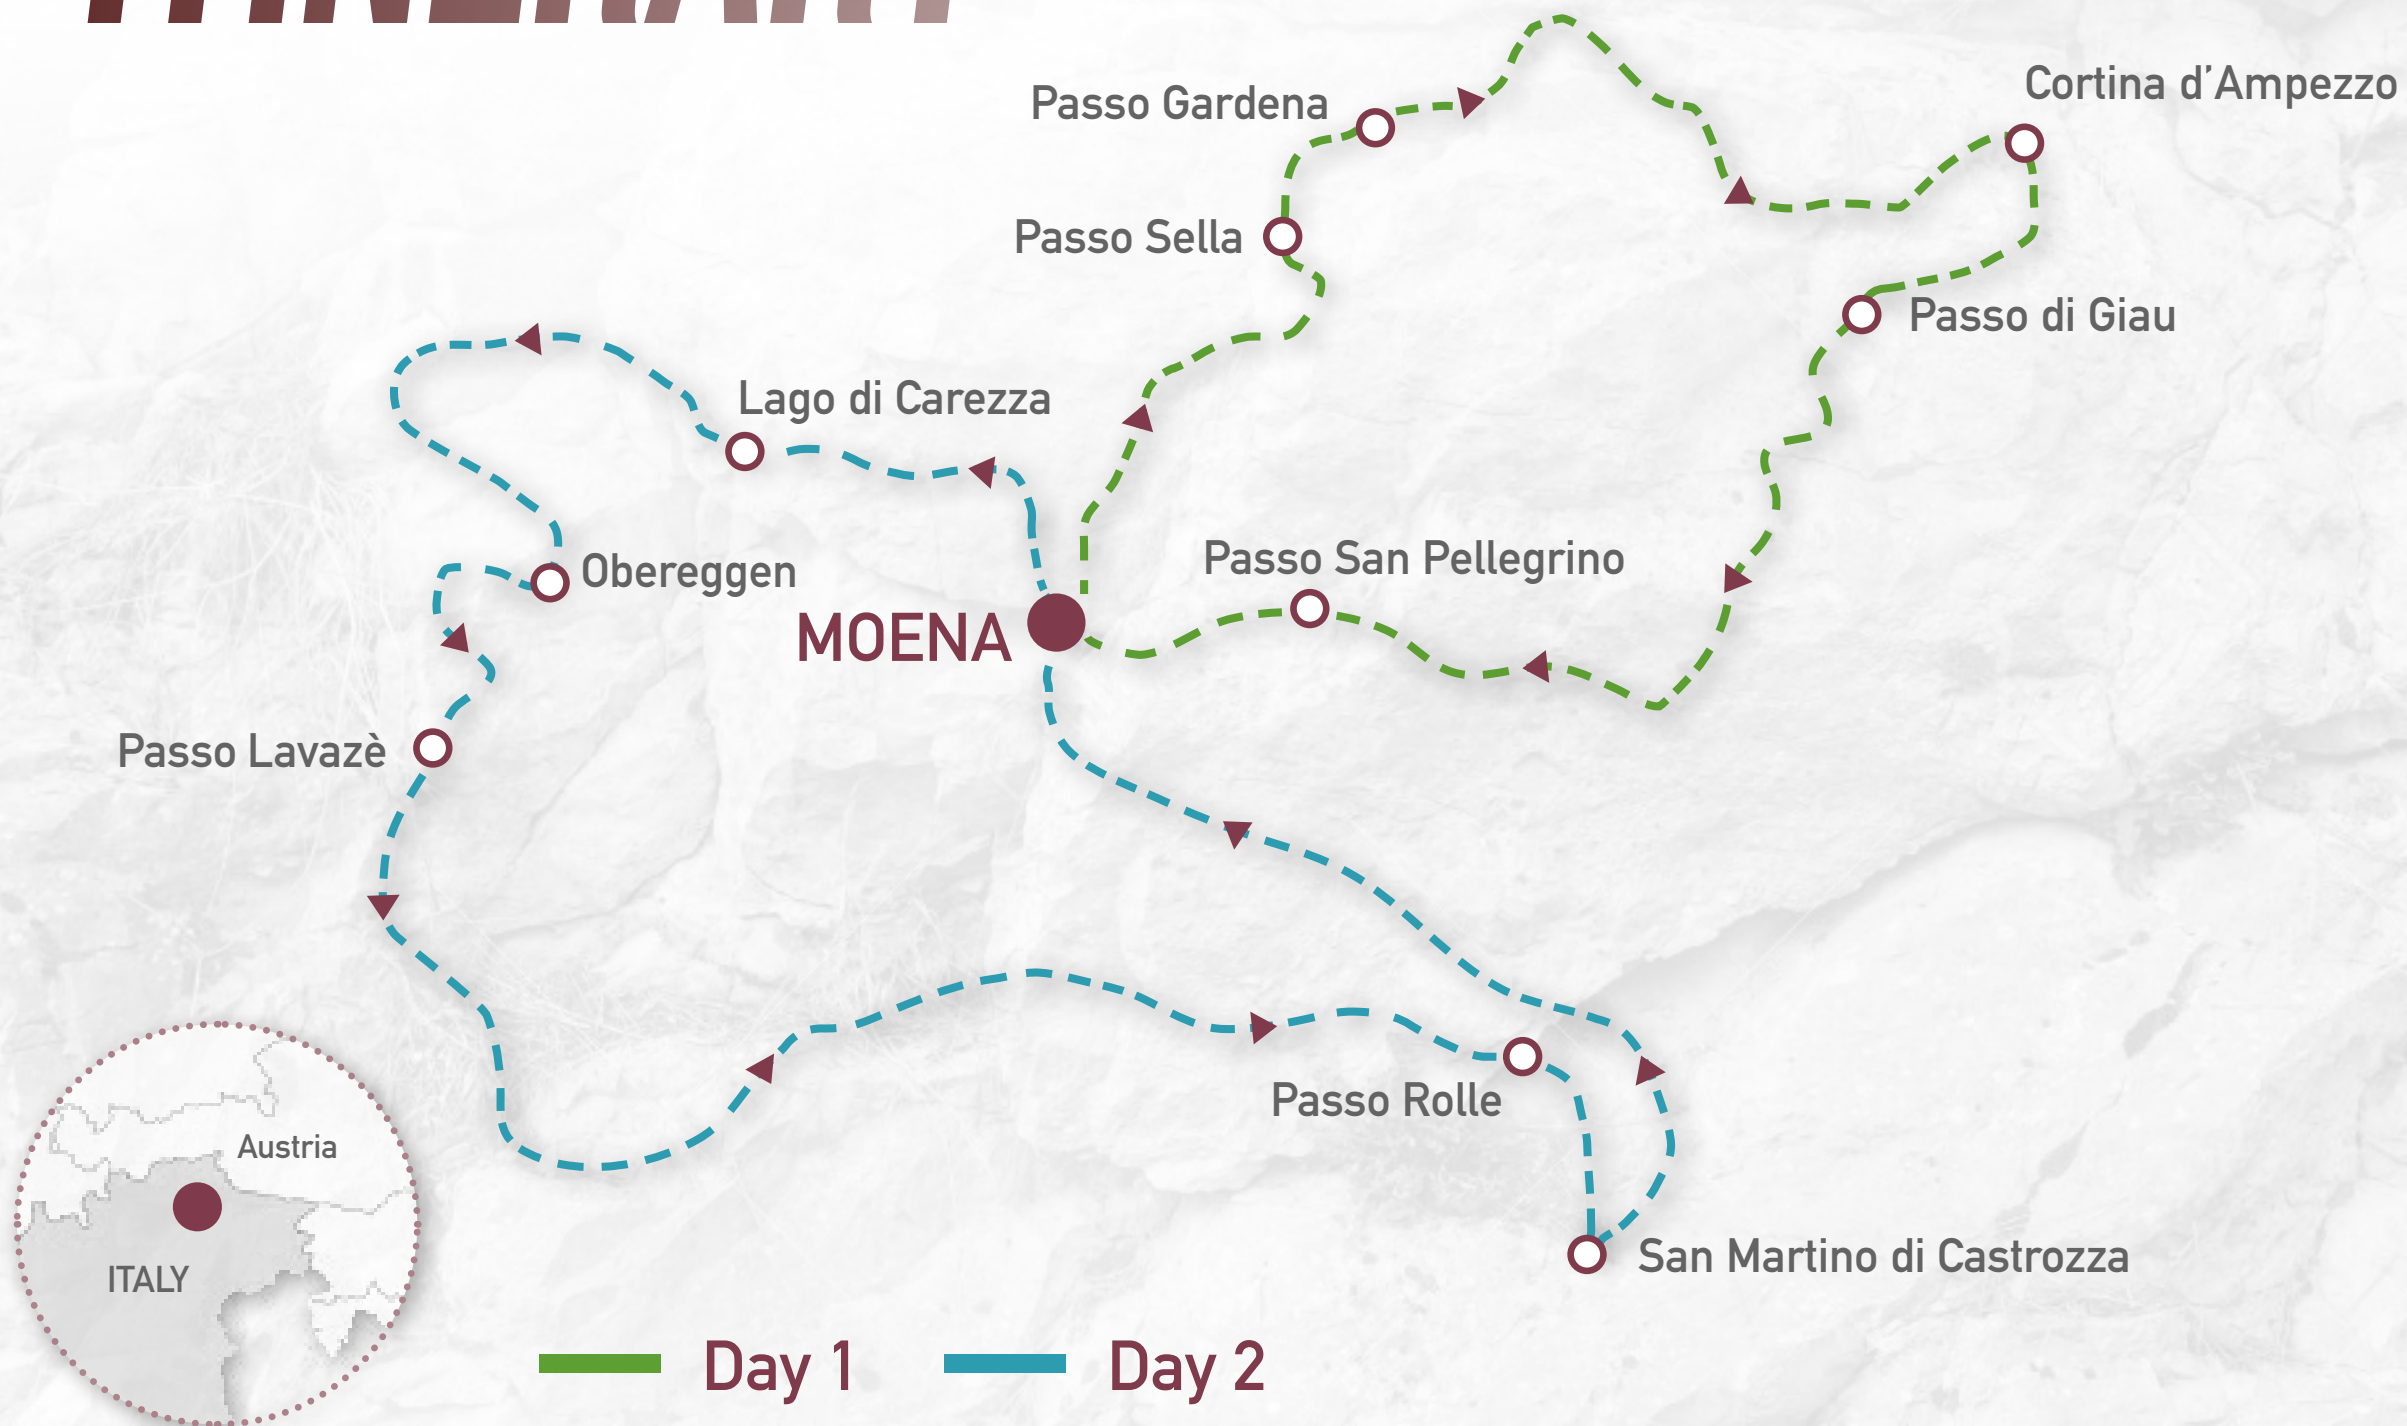 Cortina d'Ampezzo
Passo Gardena
Passo Sella
Passo di Giau
Lago di Carezza
Passo San Pellegrino
Obereggen
MOENA
Passo Lavazè
Passo Rolle
Austria
San Martino di Castrozza
ITALY
Day 1
Day 2